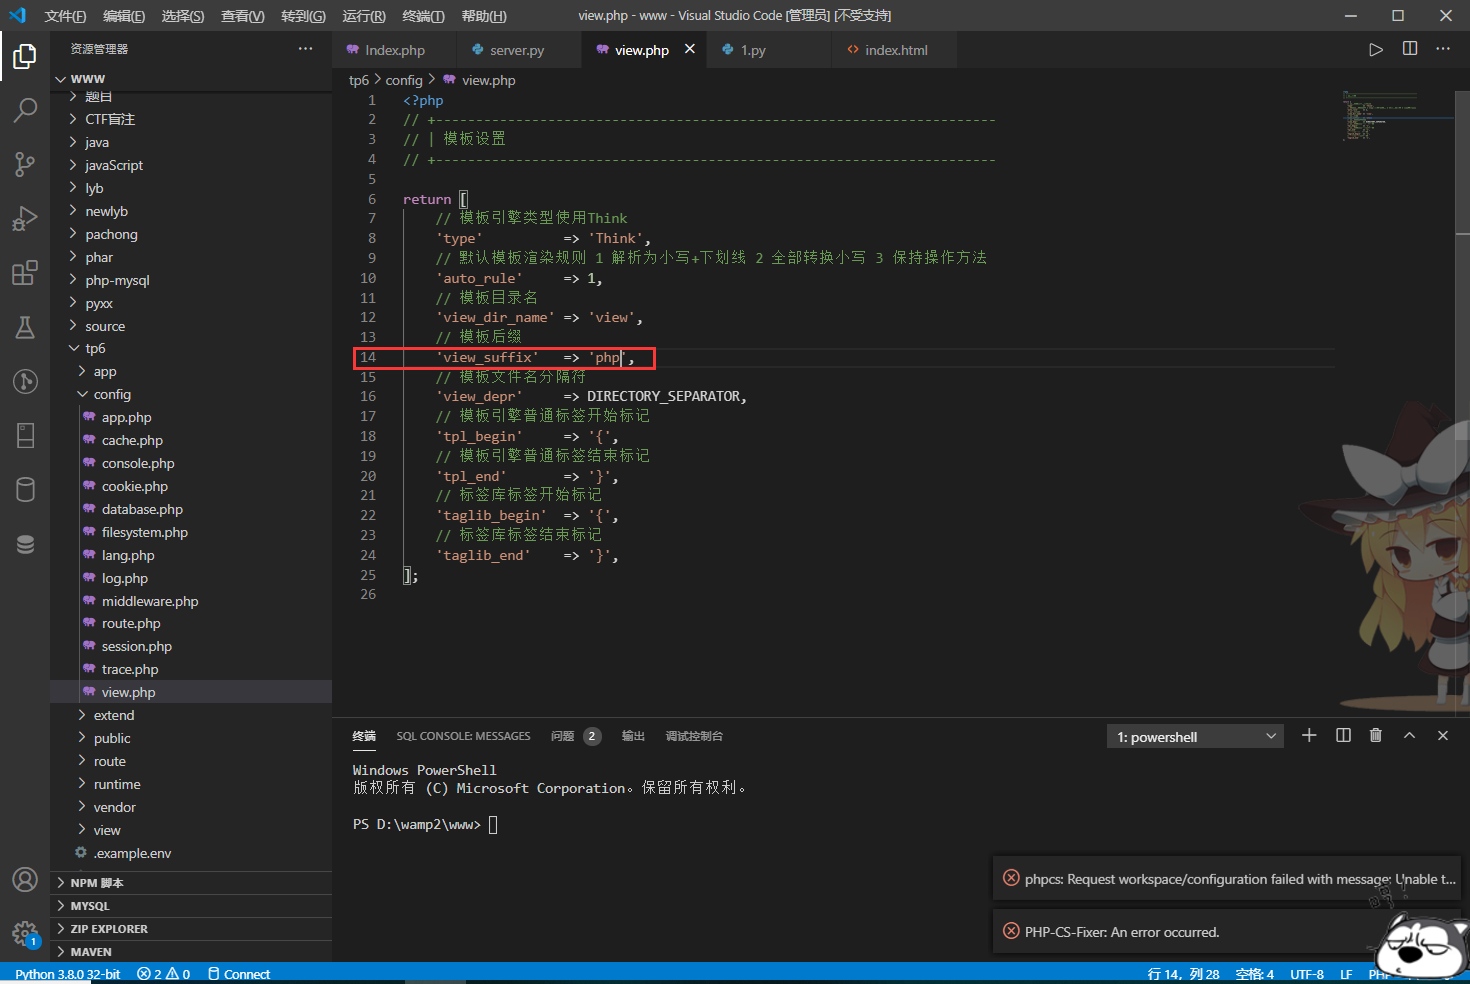 文件(F) 编辑(E) 选择(S) 查看(V) 转到(G) 运行(R) 终端(T) 帮助(H) view.php - www - Visual Studio Code [管理员] [不受支持]
资源管理器
WWW
题目
CTF盲注
java
javaScript
lyb
newlyb
pachong
phar
php-mysql
pyxx
source
tp6
app
config
app.php
cache.php
console.php
cookie.php
database.php
filesystem.php
lang.php
log.php
middleware.php
route.php
session.php
trace.php
view.php
extend
public
route
runtime
vendor
view
.example.env
NPM 脚本
MYSQL
ZIP EXPLORER
MAVEN
Index.php server.py view.php 1.py index.html
tp6 > config > view.php
1 <?php
2 // +----------------------------------------------------------------------
3 // | 模板设置
4 // +----------------------------------------------------------------------
5
6 return [
7 // 模板引擎类型使用Think
8 'type' => 'Think',
9 // 默认模板渲染规则 1 解析为小写+下划线 2 全部转换小写 3 保持操作方法
10 'auto_rule' => 1,
11 // 模板目录名
12 'view_dir_name' => 'view',
13 // 模板后缀
14 'view_suffix' => 'php',
15 // 模板文件名分隔符
16 'view_depr' => DIRECTORY_SEPARATOR,
17 // 模板引擎普通标签开始标记
18 'tpl_begin' => '{',
19 // 模板引擎普通标签结束标记
20 'tpl_end' => '}',
21 // 标签库标签开始标记
22 'taglib_begin' => '{',
23 // 标签库标签结束标记
24 'taglib_end' => '}',
25 ];
26
终端 SQL CONSOLE: MESSAGES 问题 2 输出 调试控制台 1: powershell
Windows PowerShell
版权所有 (C) Microsoft Corporation。保留所有权利。
PS D:\wamp2\www>
phpcs: Request workspace/configuration failed with message: Unable t...
PHP-CS-Fixer: An error occurred.
1
Python 3.8.0 32-bit 2 0 Connect 行 14，列 28 空格: 4 UTF-8 LF